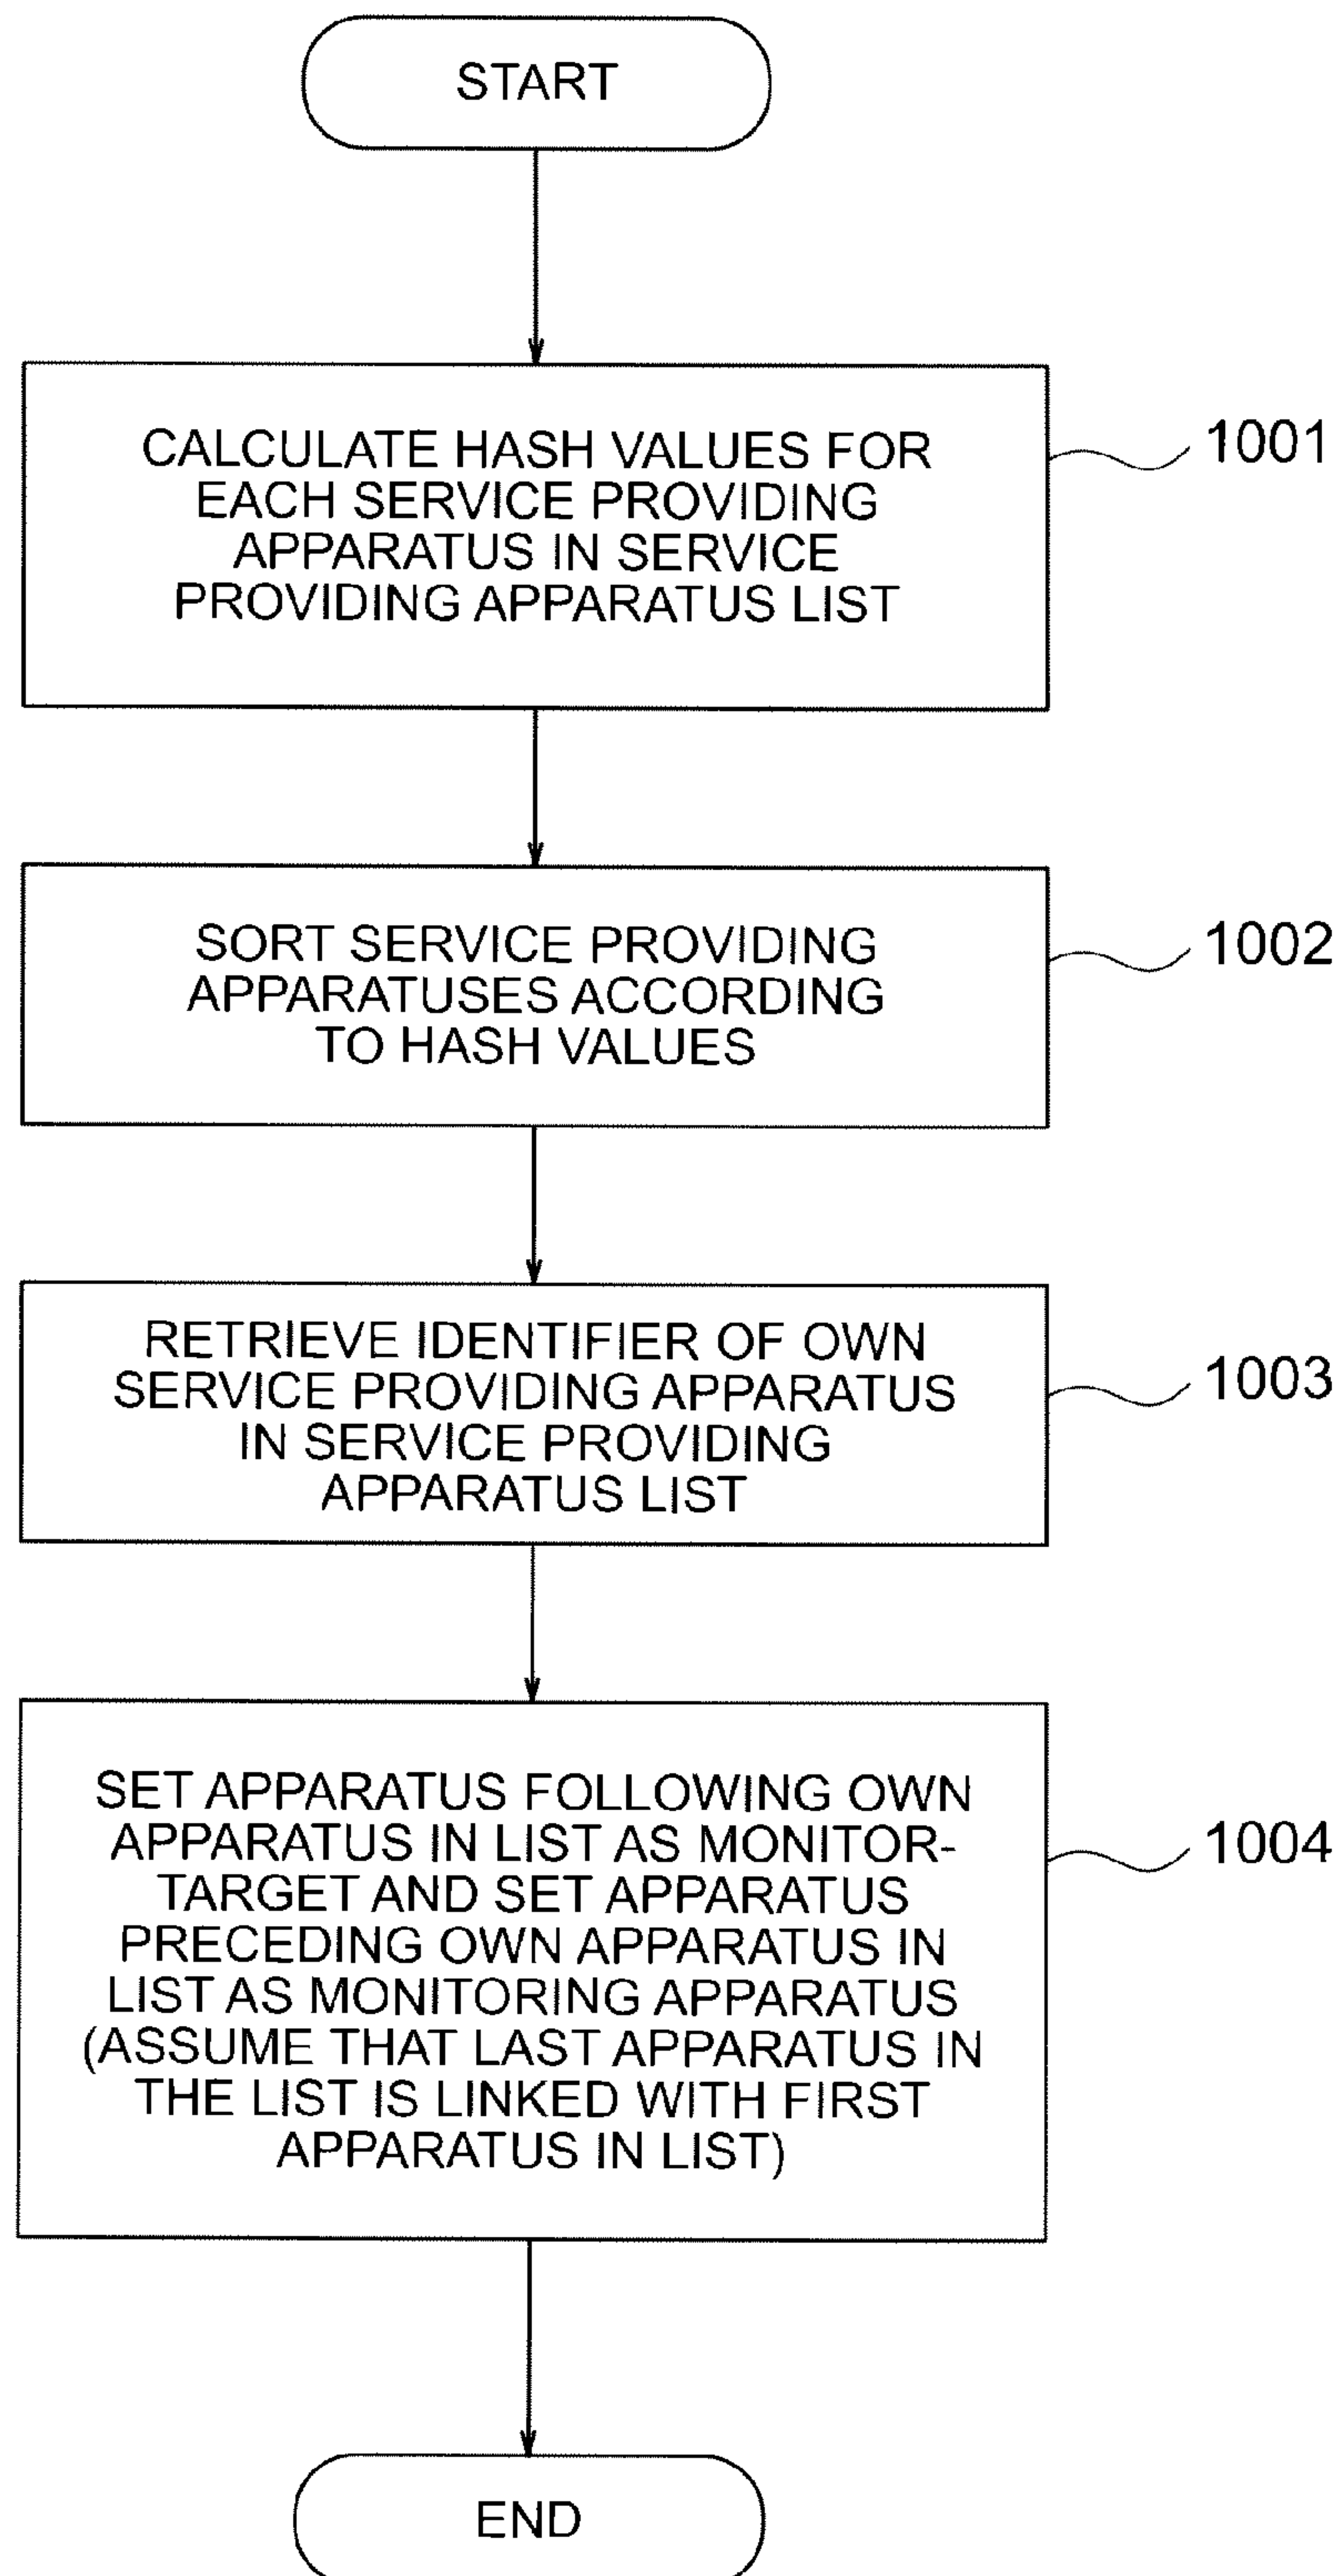 START
CALCULATE HASH VALUES FOR
EACH SERVICE PROVIDING
APPARATUS IN SERVICE
PROVIDING APPARATUS LIST
1001
SORT SERVICE PROVIDING
APPARATUSES ACCORDING
TO HASH VALUES
1002
RETRIEVE IDENTIFIER OF OWN
SERVICE PROVIDING APPARATUS
IN SERVICE PROVIDING
APPARATUS LIST
1003
SET APPARATUS FOLLOWING OWN
APPARATUS IN LIST AS MONITOR-
TARGET AND SET APPARATUS
PRECEDING OWN APPARATUS IN
LIST AS MONITORING APPARATUS
(ASSUME THAT LAST APPARATUS IN
THE LIST IS LINKED WITH FIRST
APPARATUS IN LIST)
1004
END